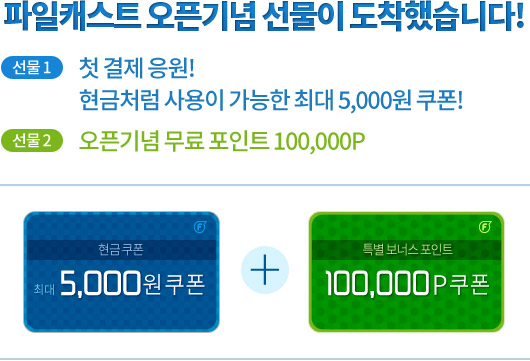 파일캐스트 오픈기념 선물이 도착했습니다!
선물 1
첫 결제 응원!
현금처럼 사용이 가능한 최대 5,000원 쿠폰!
선물 2
오픈기념 무료 포인트 100,000P
F
현금 쿠폰
최대 5,000원 쿠폰
+
F
특별 보너스 포인트
100,000P 쿠폰